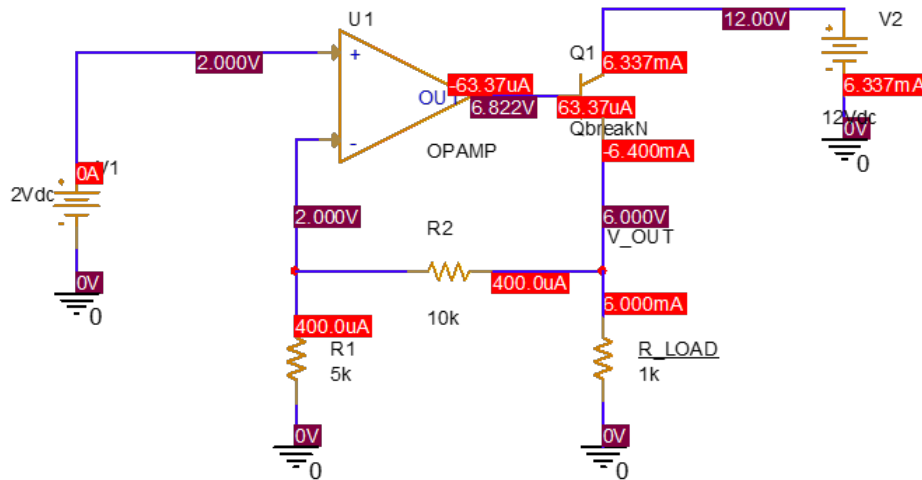 U1
12.00V
V2
2.000V
+
Q1
6.337mA
-63.37uA
OUT
6.822V
63.37uA
6.337mA
QbreakN
12Vdc
-
OPAMP
-6.400mA
0V
0
0A
V1
2Vdc
-
2.000V
R2
6.000V
V_OUT
0V
0
400.0uA
6.000mA
10k
400.0uA
R1
5k
R_LOAD
1k
0V
0
0V
0